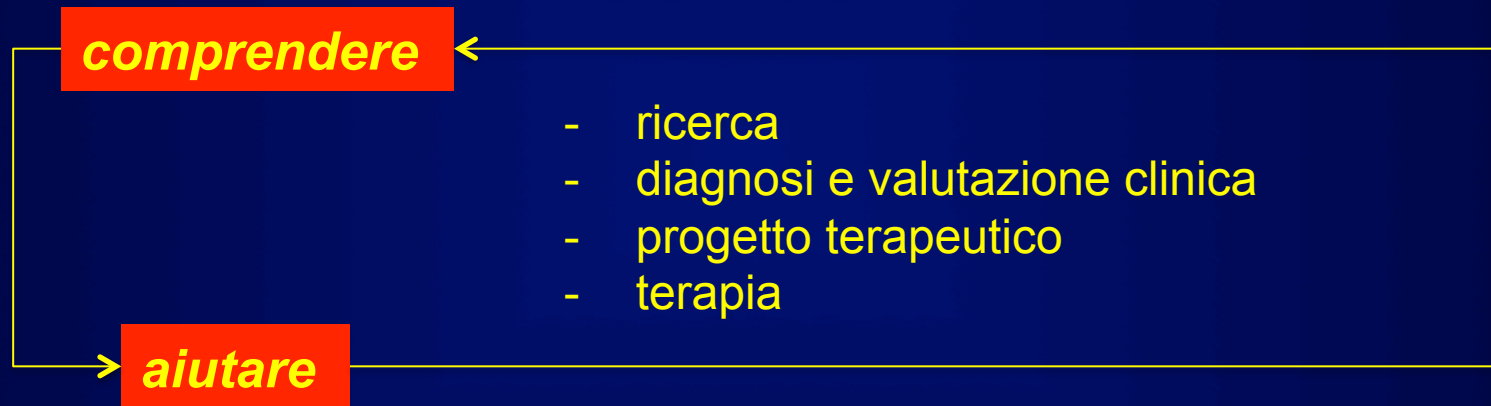 comprendere
- ricerca
- diagnosi e valutazione clinica
- progetto terapeutico
- terapia
aiutare